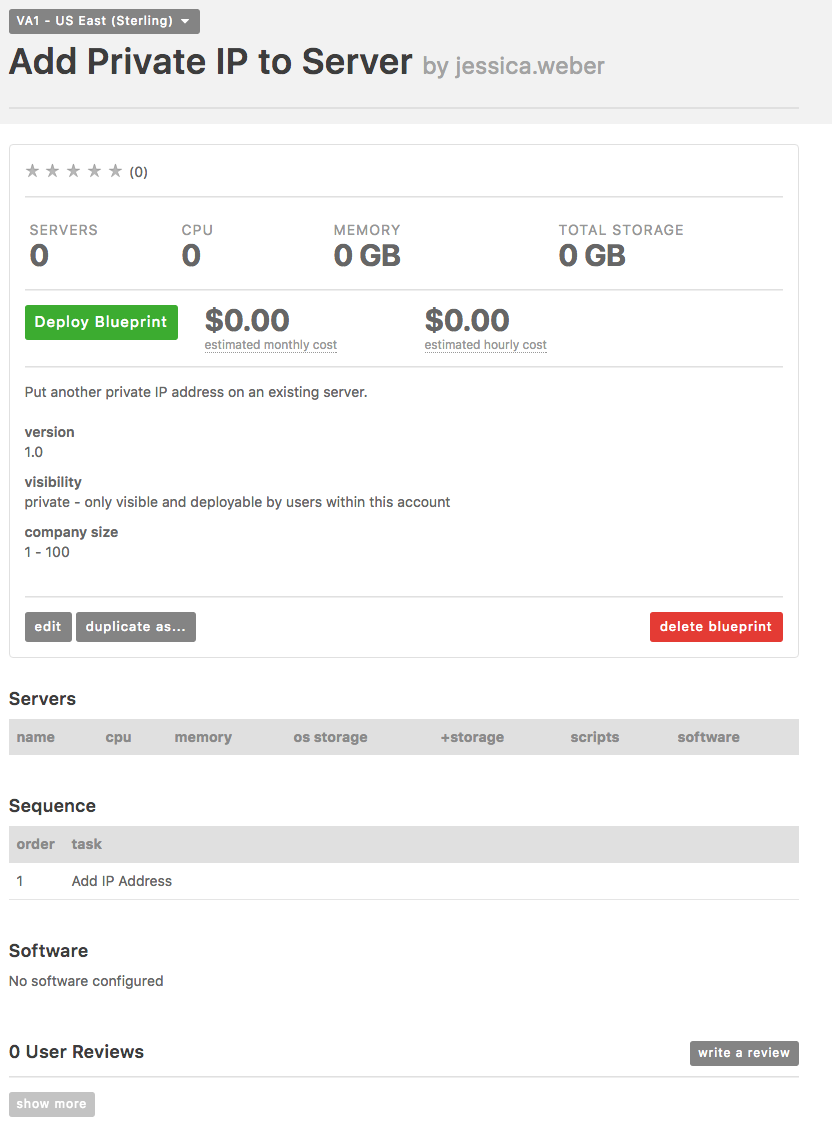 VA1 - US East (Sterling)
Add Private IP to Server by jessica.weber
(0)
SERVERS CPU MEMORY TOTAL STORAGE
0 0 0 GB 0 GB
Deploy Blueprint $0.00 $0.00
estimated monthly cost estimated hourly cost
Put another private IP address on an existing server.
version
1.0
visibility
private - only visible and deployable by users within this account
company size
1 - 100
edit duplicate as... delete blueprint
Servers
name cpu memory os storage +storage scripts software
Sequence
order task
1 Add IP Address
Software
No software configured
0 User Reviews write a review
show more